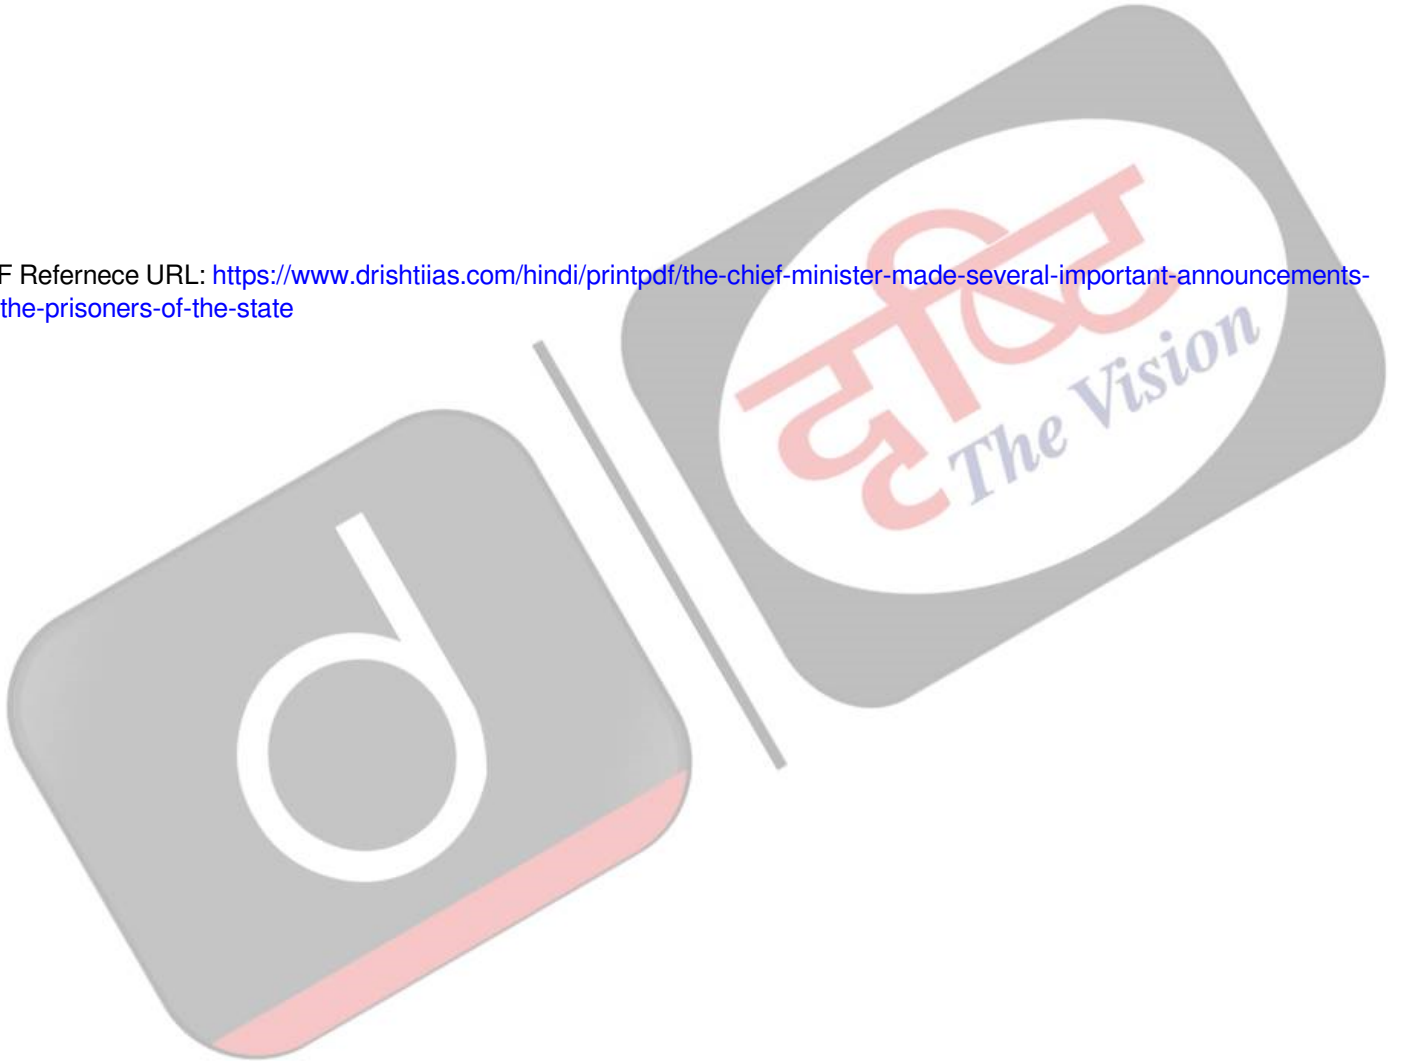 F Refernece URL: https://www.drishtiias.com/hindi/printpdf/the-chief-minister-made-several-important-announcements-
the-prisoners-of-the-state
दृष्टि
The Vision
d